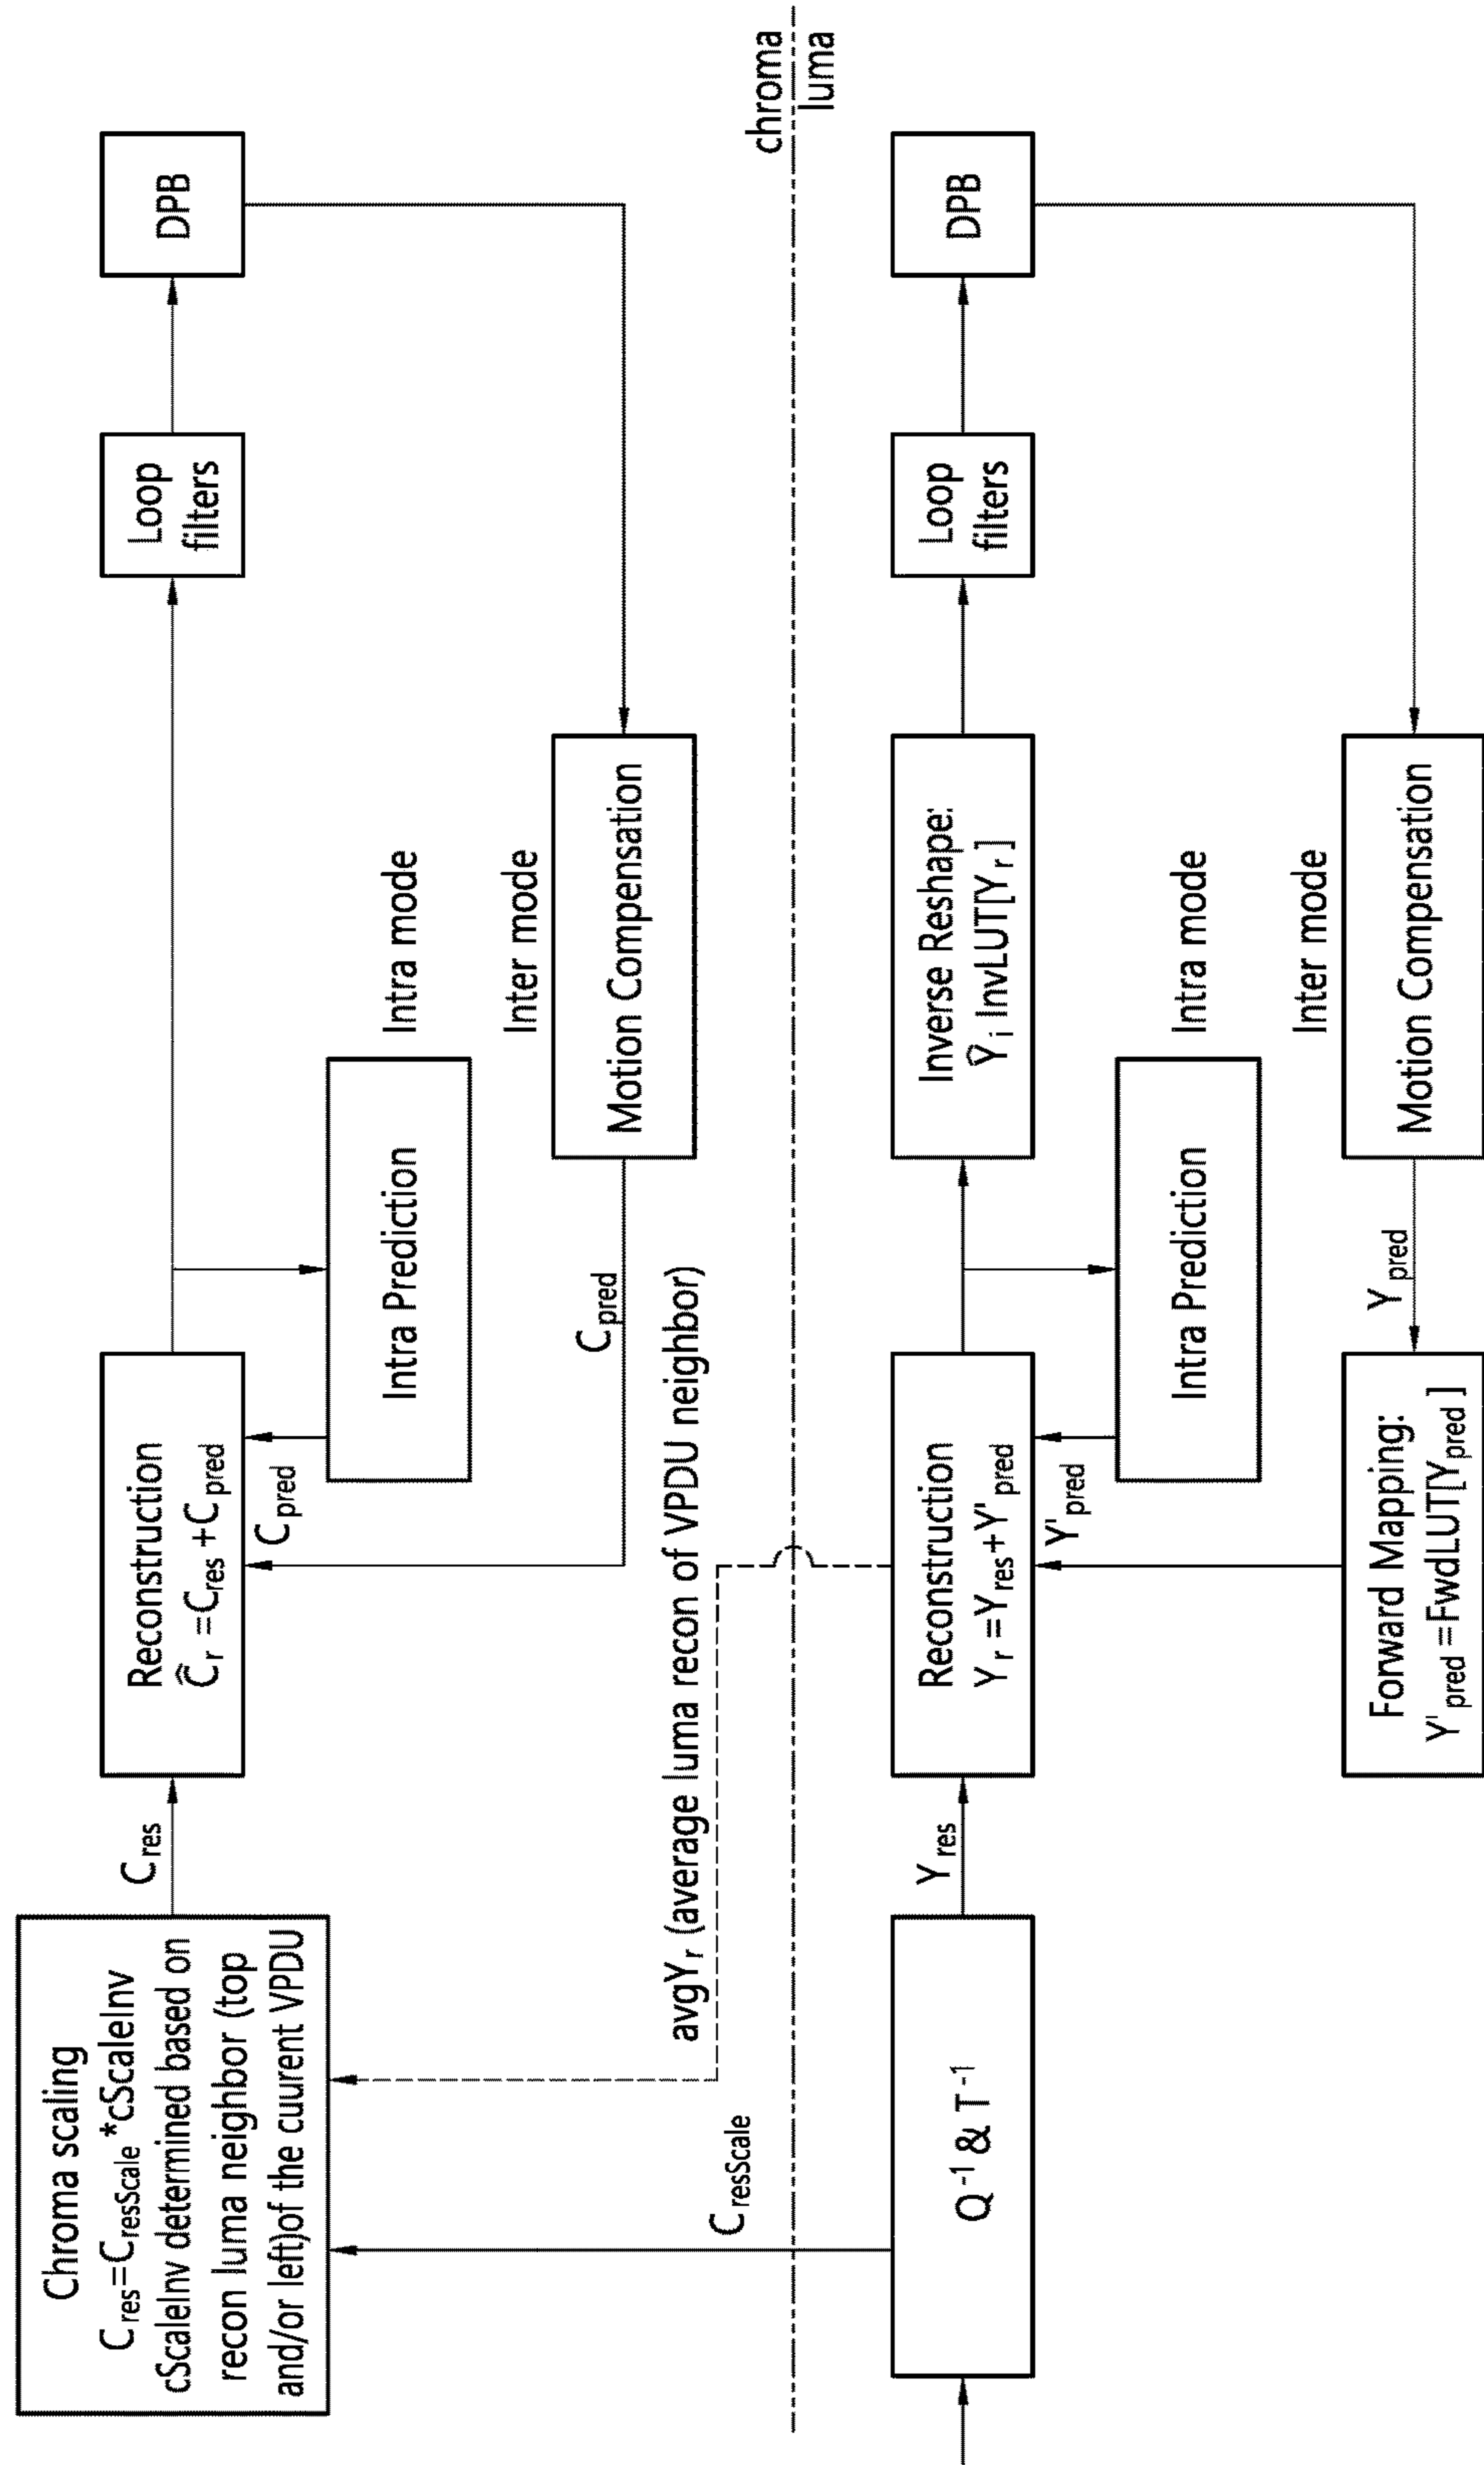 Chroma scaling
C_res=C_resScale*cScaleInv
cScaleInv determined based on
recon luma neighbor (top
and/or left)of the cuurent VPDU
C_res
Reconstruction
Ĉ_r=C_res+C_pred
C_pred
Intra Prediction
Intra mode
Loop
filters
DPB
Inter mode
Motion Compensation
C_pred
avgY_r (average luma recon of VPDU neighbor)
C_resScale
chroma
luma
Q⁻¹ & T⁻¹
Y_res
Reconstruction
Y_r=Y_res+Y'_pred
Y'_pred
Intra Prediction
Intra mode
Inverse Reshape:
Ŷ_i InvLUT[Y_r]
Loop
filters
DPB
Inter mode
Motion Compensation
Y_pred
Forward Mapping:
Y'_pred=FwdLUT[Y_pred]